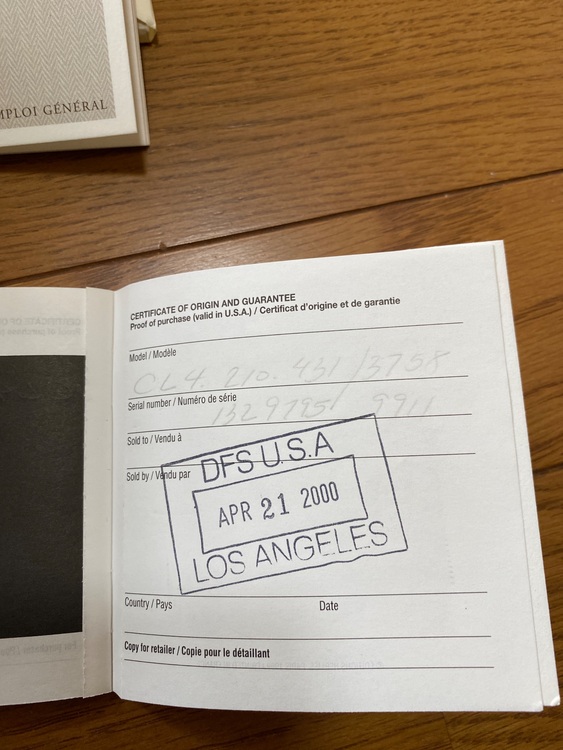 MPLOI GÉNÉRAL
CERTIFICATE OF ORIGIN AND GUARANTEE
Proof of purchase (valid in U.S.A.) / Certificat d'origine et de garantie
Model / Modèle
CL4. 210. 431 /3758
Serial number / Numéro de série
9911
Sold to / Vendu à
Sold by / Vendu par
DFS U.S.A
APR 21 2000
LOS ANGELES
Country / Pays Date
Copy for retailer / Copie pour le détaillant